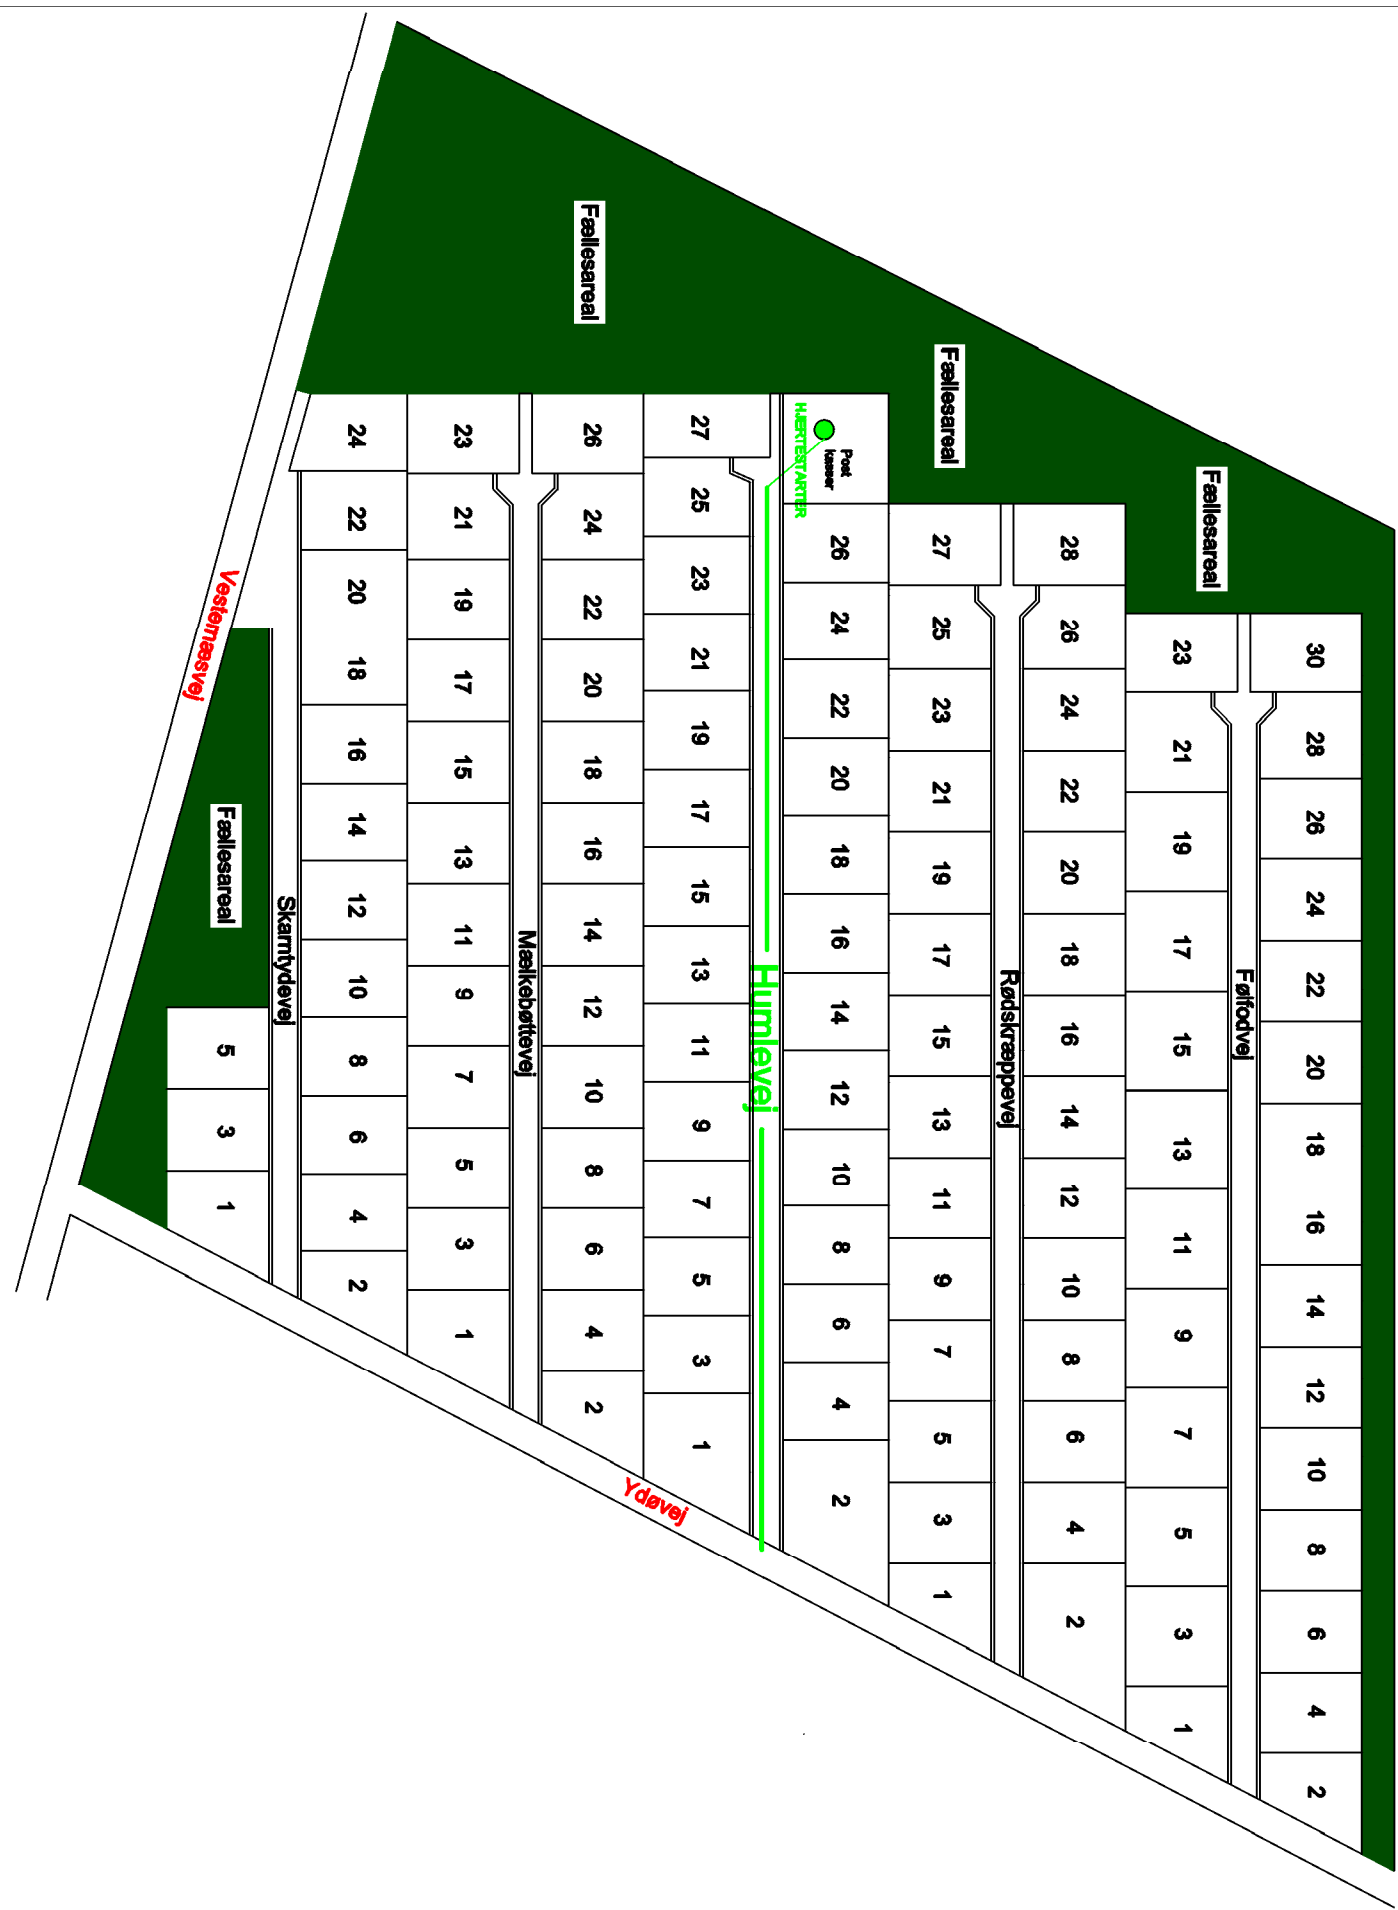 30 28 26 24 22 20 18 16 14 12 10 8 6 4 2
Følfodvej
Fællesareal
23 21 19 17 15 13 11 9 7 5 3 1
28 26 24 22 20 18 16 14 12 10 8 6 4 2
Rødskræppevej
Fællesareal
27 25 23 21 19 17 15 13 11 9 7 5 3 1
Post
kasser
26 24 22 20 18 16 14 12 10 8 6 4 2
HJERTESTARTER
Humlevej
27 25 23 21 19 17 15 13 11 9 7 5 3 1
Ydøvej
Fællesareal
26 24 22 20 18 16 14 12 10 8 6 4 2
Mælkebøttevej
23 21 19 17 15 13 11 9 7 5 3 1
24 22 20 18 16 14 12 10 8 6 4 2
Skarntydevej
Fællesareal
5 3 1
Vesternæsvej